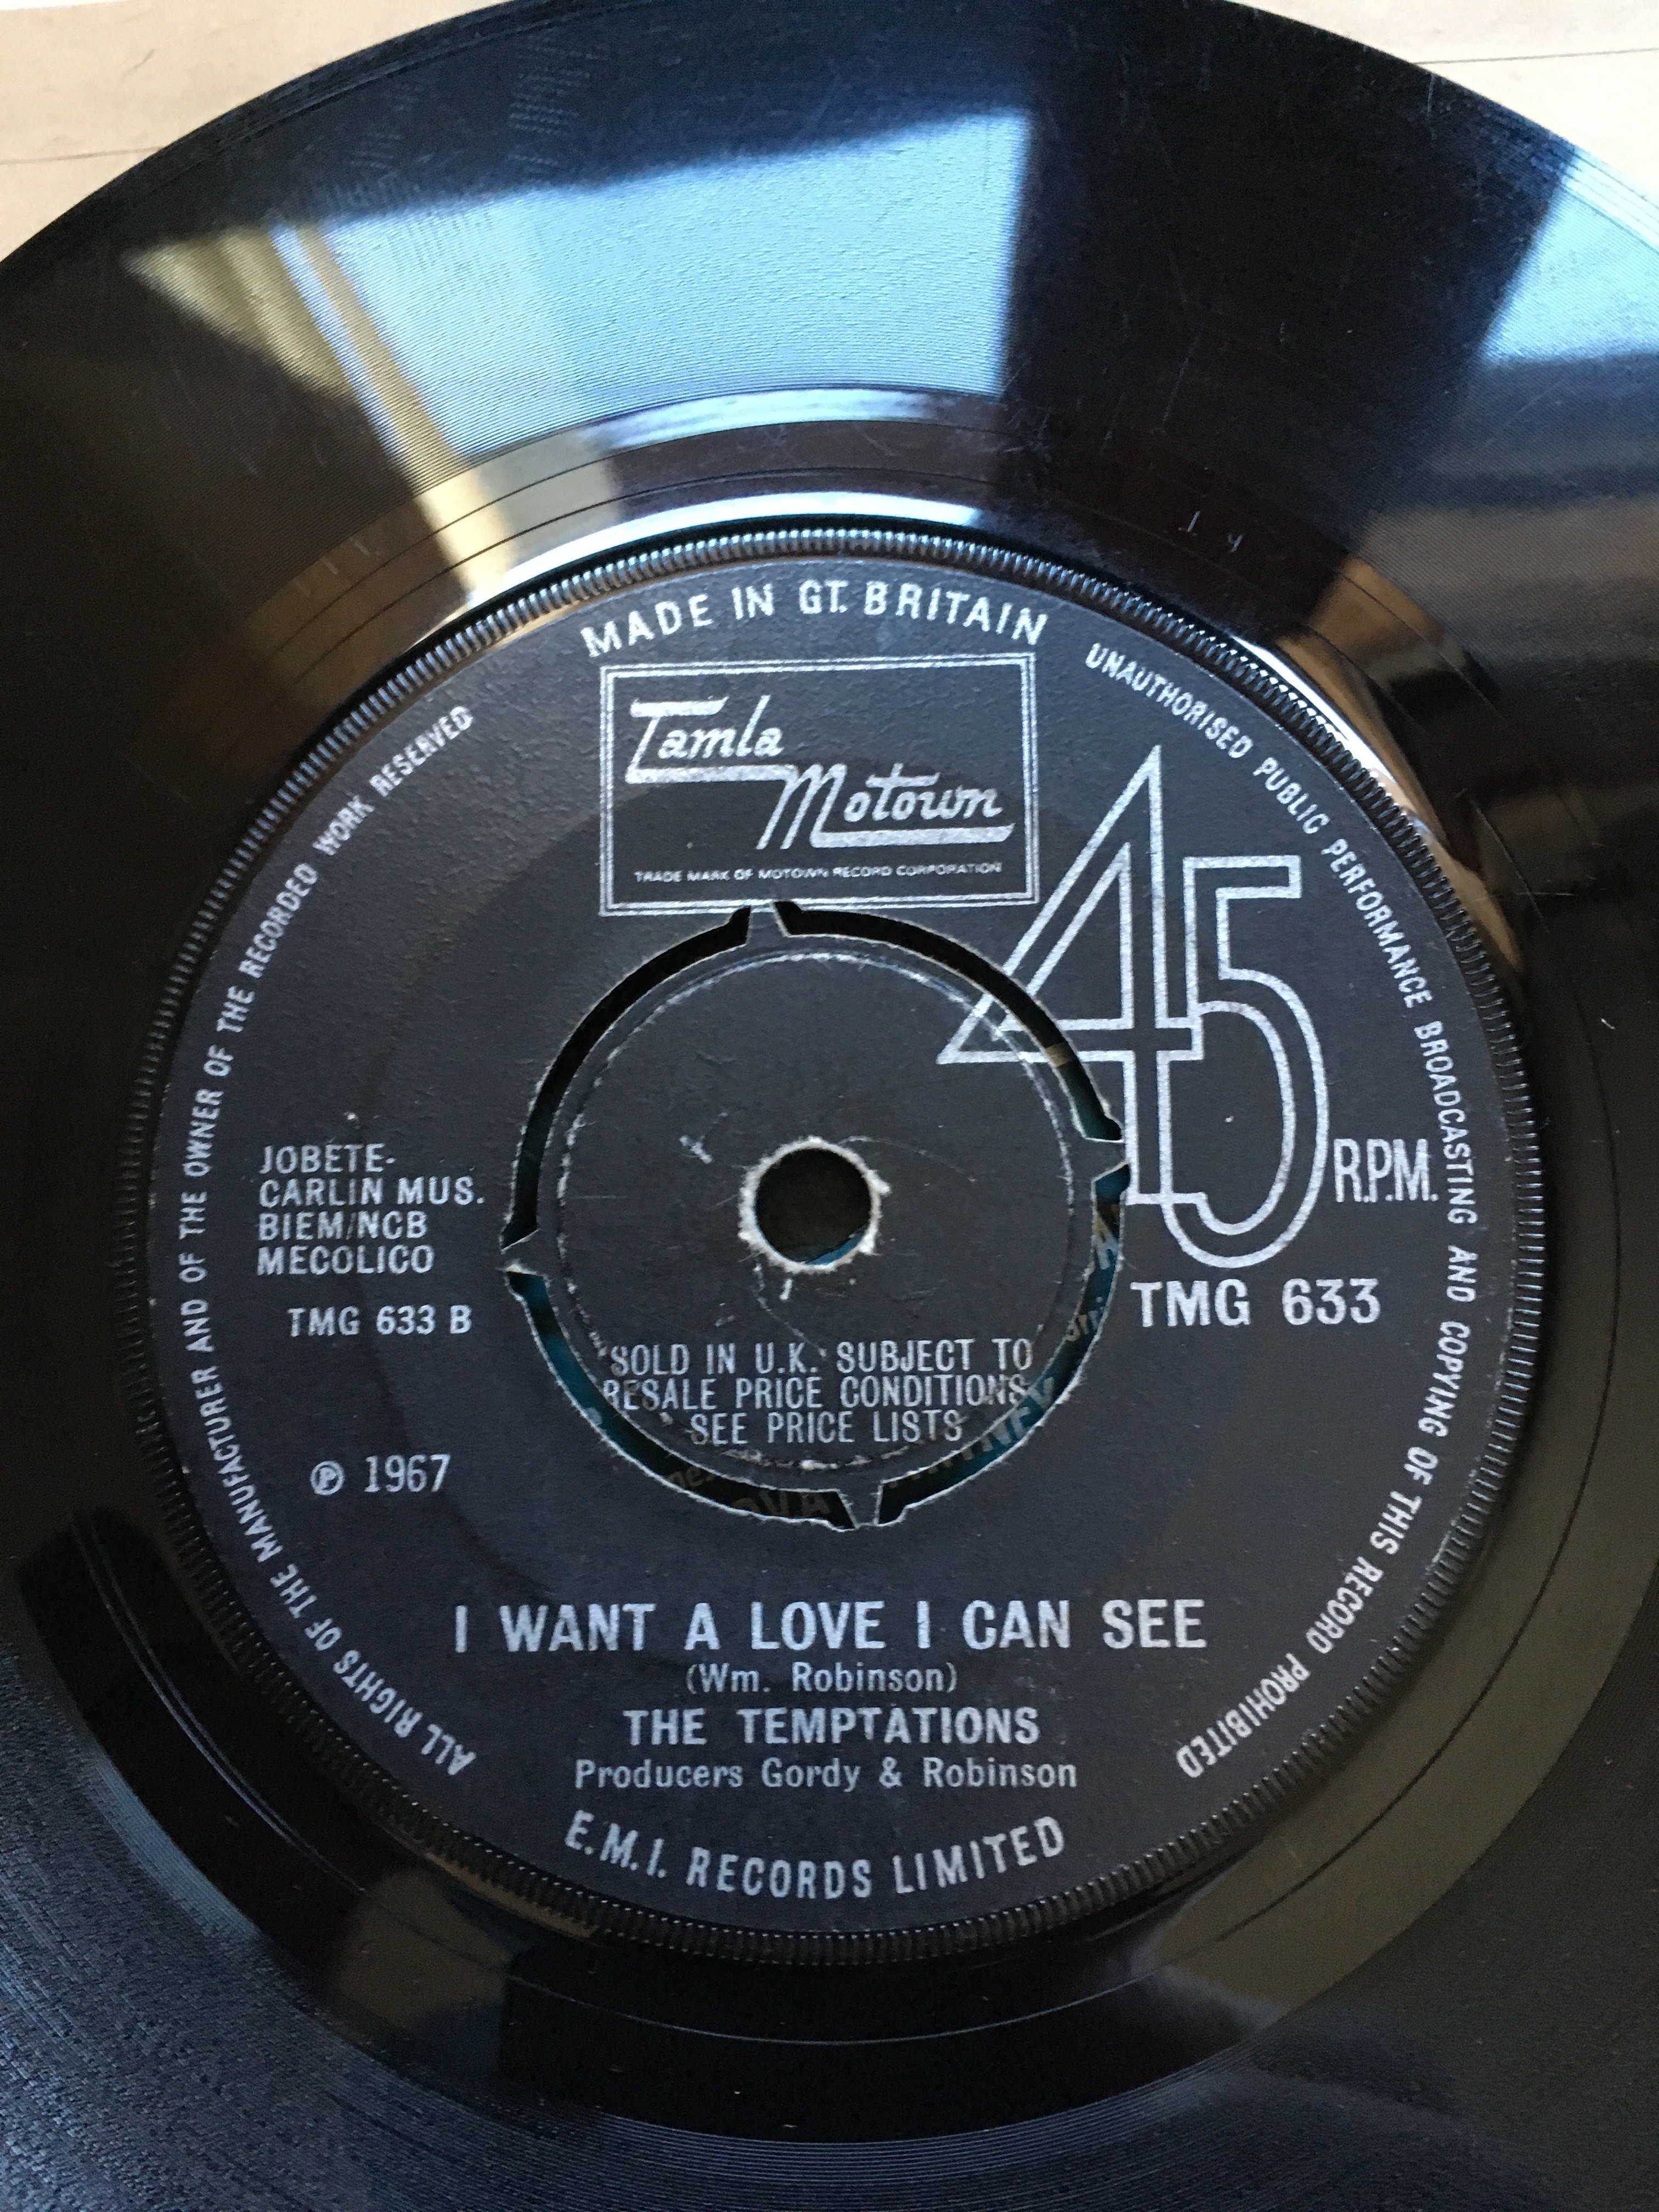 MADE IN GT. BRITAIN
Tamla
Motown
TRADE MARK OF MOTOWN RECORD CORPORATION
UNAUTHORISED PUBLIC PERFORMANCE BROADCASTING AND COPYING OF THIS RECORD PROHIBITED
ALL RIGHTS OF THE MANUFACTURER AND OF THE OWNER OF THE RECORDED WORK RESERVED
45
R.P.M.
JOBETE-
CARLIN MUS.
BIEM/NCB
MECOLICO
TMG 633 B
TMG 633
SOLD IN U.K. SUBJECT TO
RESALE PRICE CONDITIONS
SEE PRICE LISTS
℗ 1967
I WANT A LOVE I CAN SEE
(Wm. Robinson)
THE TEMPTATIONS
Producers Gordy & Robinson
E.M.I. RECORDS LIMITED